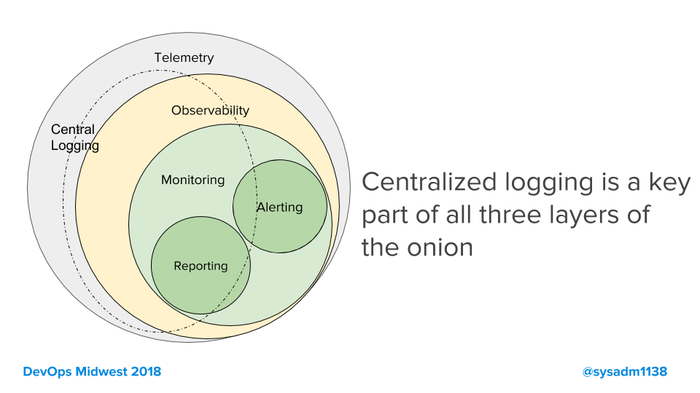 Telemetry
Observability
Central
Logging
Monitoring
Alerting
Reporting
Centralized logging is a key
part of all three layers of
the onion
DevOps Midwest 2018
@sysadm1138